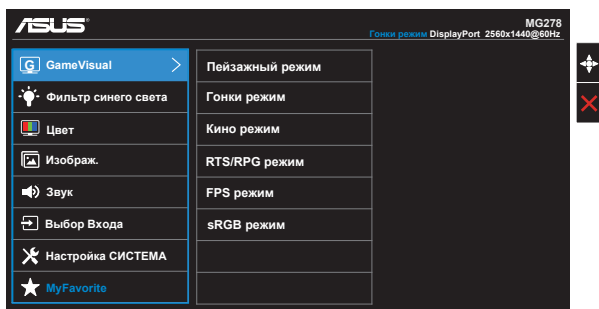 ASUS
MG278
Гонки режим DisplayPort 2560x1440@60Hz
G GameVisual
Фильтр синего света
Цвет
Изображ.
Звук
Выбор Входа
Настройка СИСТЕМА
MyFavorite
Пейзажный режим
Гонки режим
Кино режим
RTS/RPG режим
FPS режим
sRGB режим